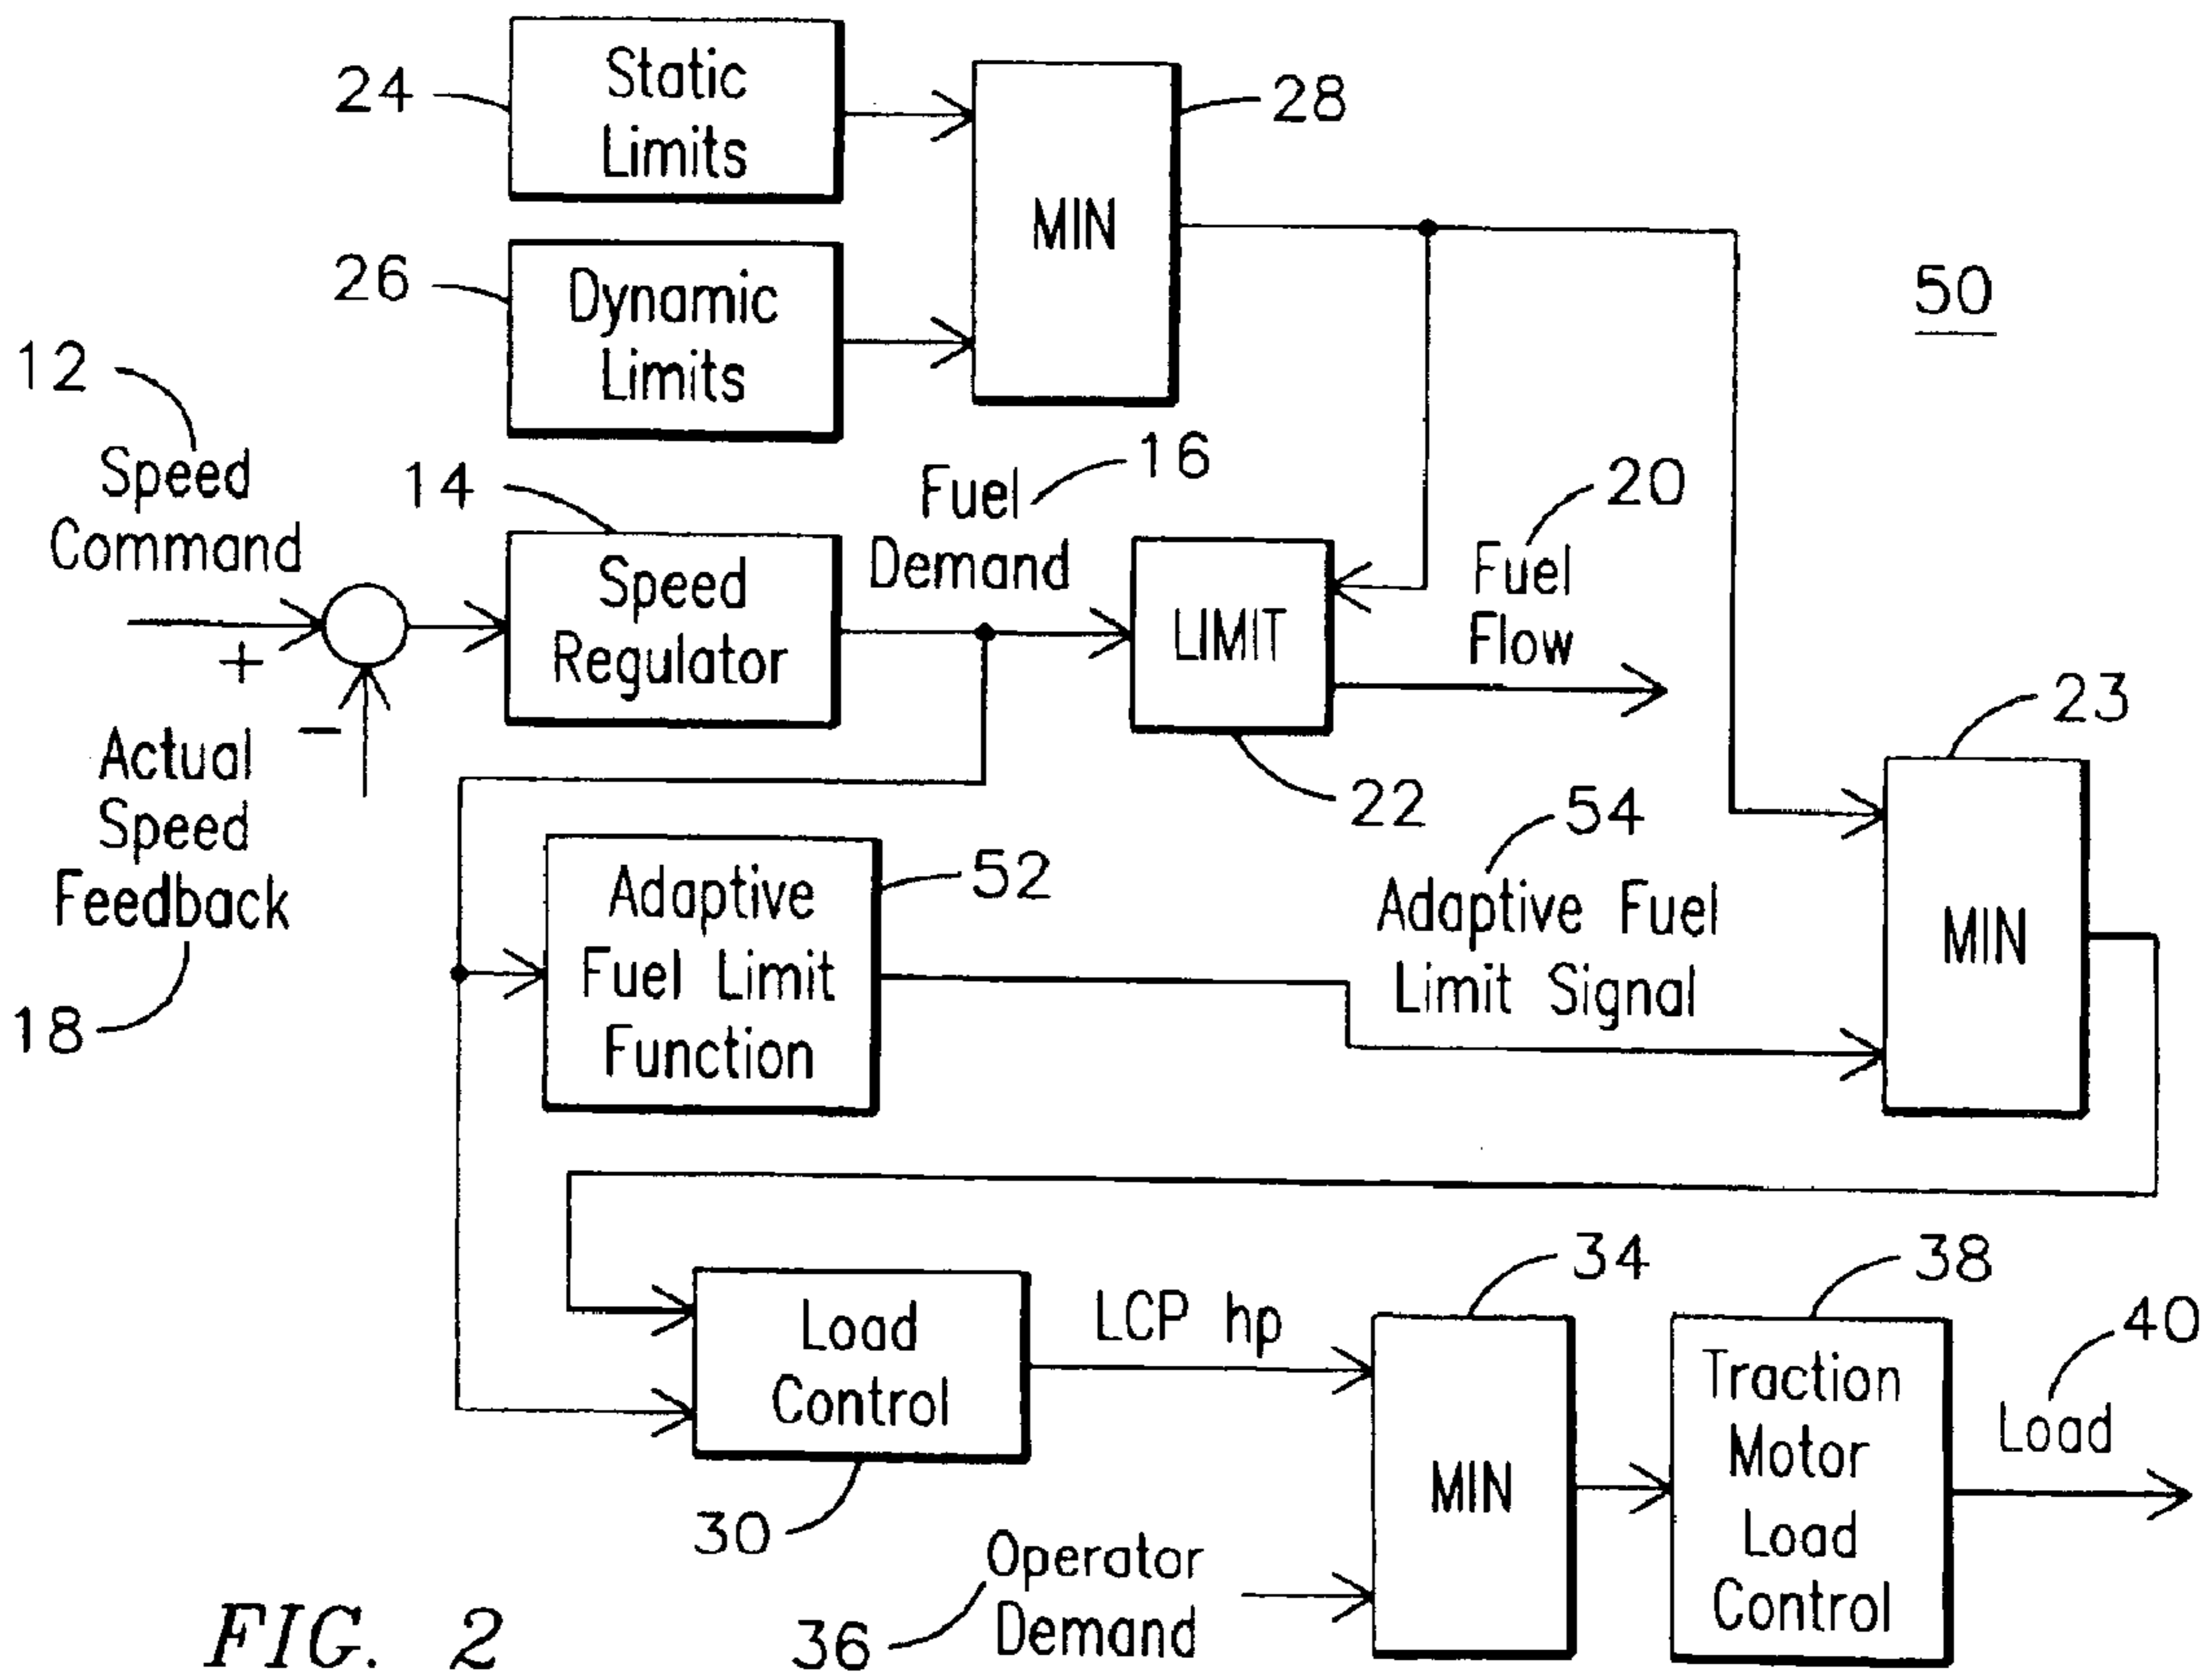 24
Static
Limits
MIN
28
26
Dynamic
Limits
50
12
Speed
Command
+
−
14
Speed
Regulator
Fuel
Demand
16
LIMIT
22
20
Fuel
Flow
23
MIN
Actual
Speed
Feedback
18
Adaptive
Fuel Limit
Function
52
54
Adaptive Fuel
Limit Signal
Load
Control
30
LCP hp
34
MIN
38
Traction
Motor
Load
Control
40
Load
Operator
Demand
36
FIG. 2